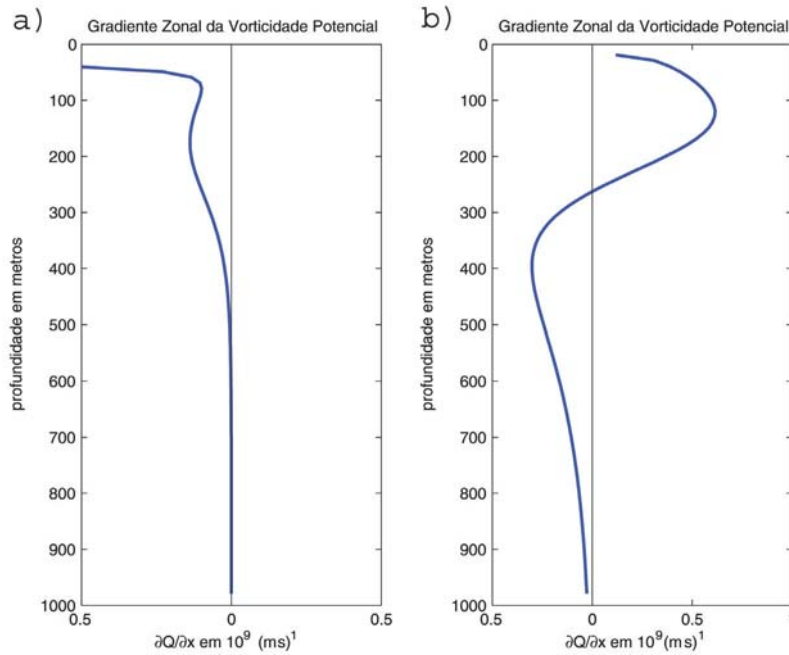 a)
Gradiente Zonal da Vorticidade Potencial
0
100
200
300
400
500
600
700
800
900
1000
profundidade em metros
0.5 0 0.5
∂Q/∂x em 10⁹ (ms)¹
b)
Gradiente Zonal da Vorticidade Potencial
0
100
200
300
400
500
600
700
800
900
1000
profundidade em metros
0.5 0 0.5
∂Q/∂x em 10⁹(ms)¹